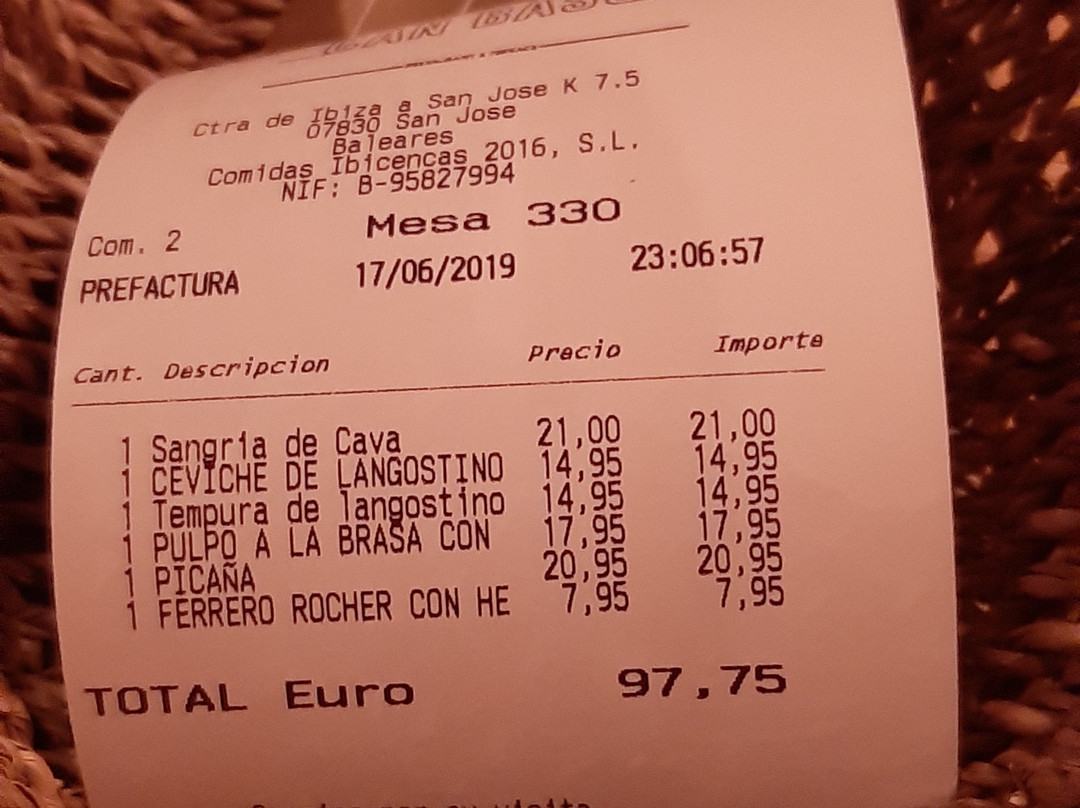 Ctra de Ibiza a San Jose K 7.5
07830 San Jose
Baleares
Comidas Ibicencas 2016, S.L.
NIF: B-95827994
Com. 2 Mesa 330
PREFACTURA 17/06/2019 23:06:57
Cant. Descripcion Precio Importe
1 Sangria de Cava 21,00 21,00
1 CEVICHE DE LANGOSTINO 14,95 14,95
1 Tempura de langostino 14,95 14,95
1 PULPO A LA BRASA CON 17,95 17,95
1 PICAÑA 20,95 20,95
1 FERRERO ROCHER CON HE 7,95 7,95
TOTAL Euro 97,75